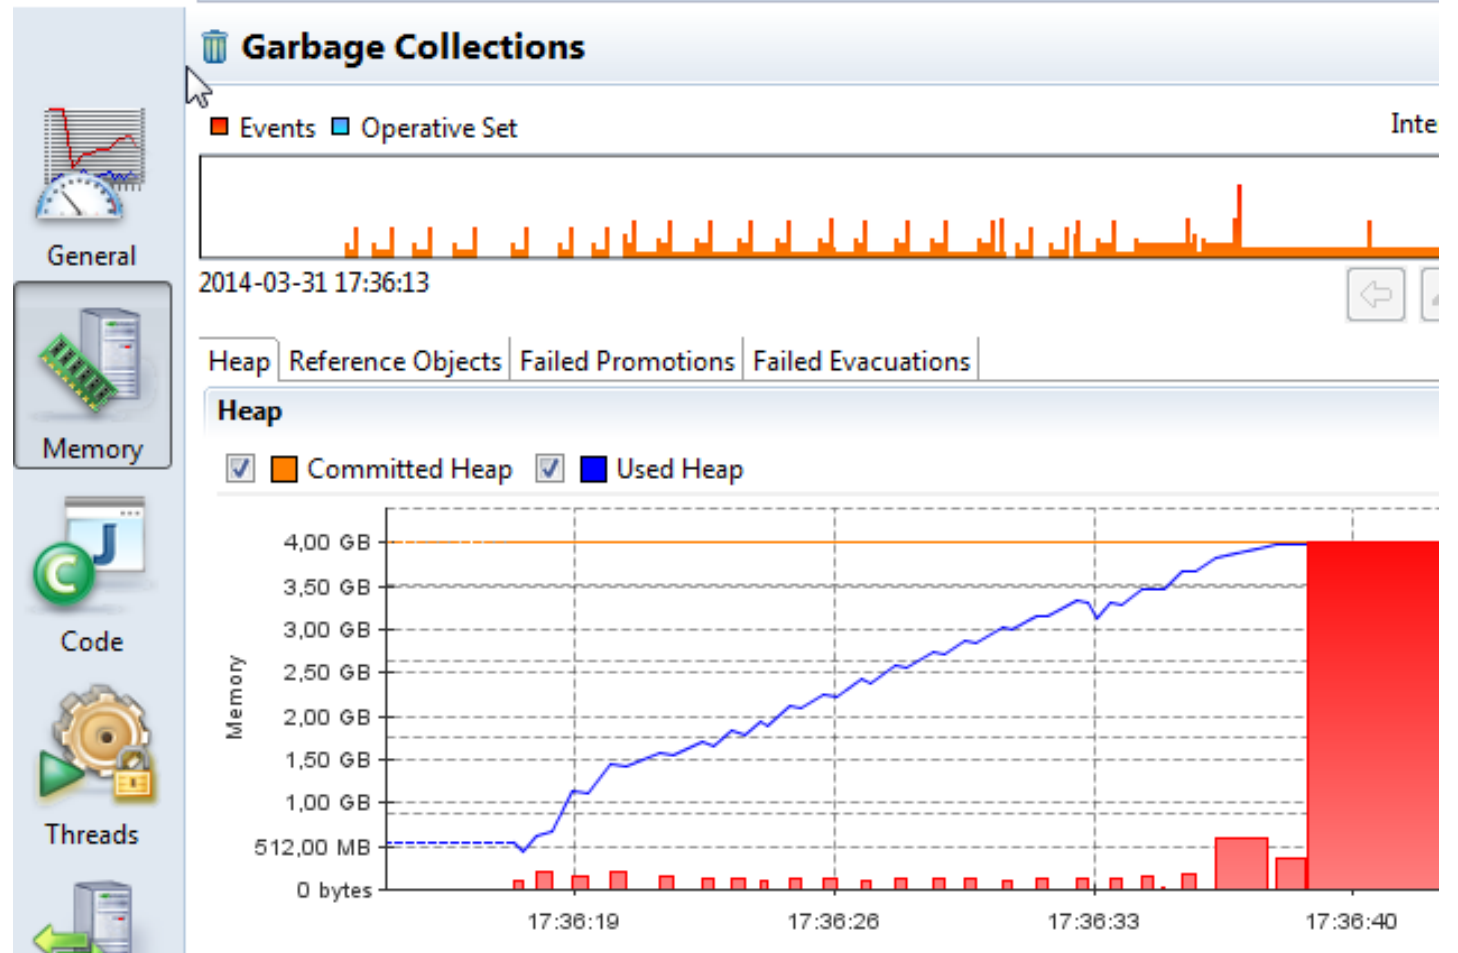 Garbage Collections
Events Operative Set
Inte
2014-03-31 17:36:13
General
Memory
Code
Threads
Heap Reference Objects Failed Promotions Failed Evacuations
Heap
Committed Heap Used Heap
Memory
4,00 GB
3,50 GB
3,00 GB
2,50 GB
2,00 GB
1,50 GB
1,00 GB
512,00 MB
0 bytes
17:36:19 17:36:26 17:36:33 17:36:40